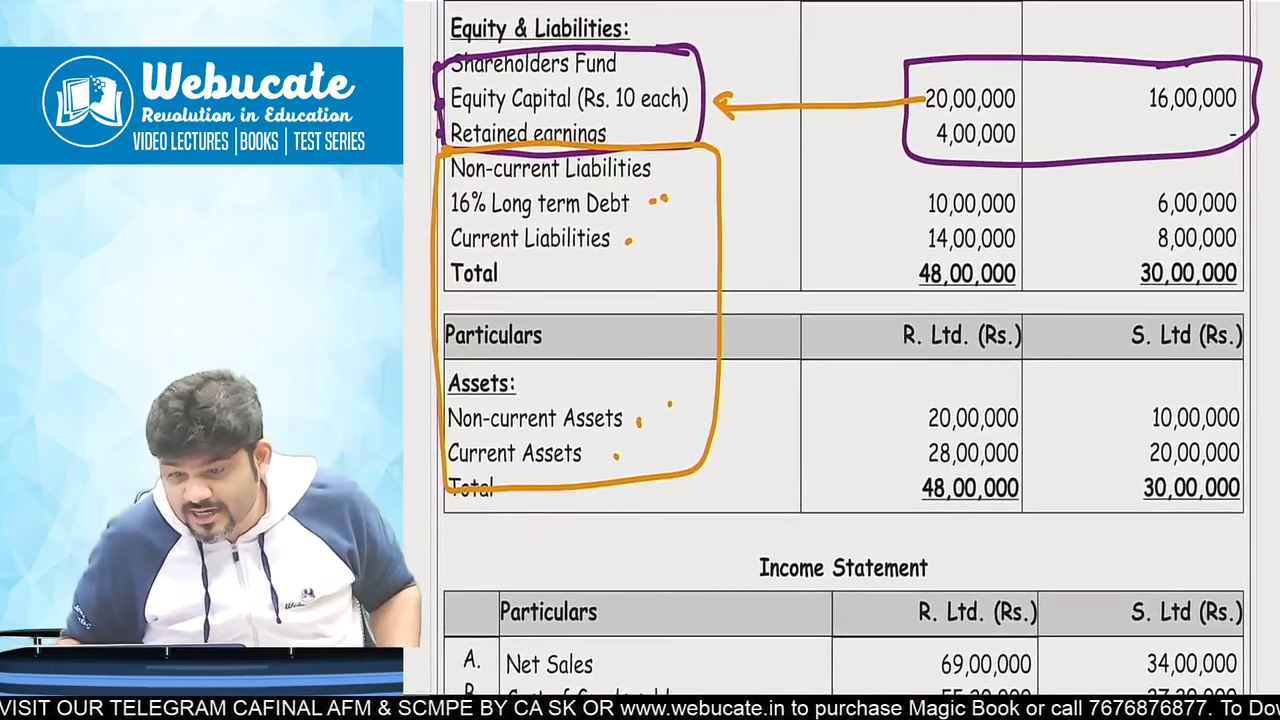 Webucate
Revolution in Education
VIDEO LECTURES | BOOKS | TEST SERIES
Equity & Liabilities:
Shareholders Fund
Equity Capital (Rs. 10 each) 20,00,000 16,00,000
Retained earnings 4,00,000 -
Non-current Liabilities
16% Long term Debt 10,00,000 6,00,000
Current Liabilities 14,00,000 8,00,000
Total 48,00,000 30,00,000
Particulars R. Ltd. (Rs.) S. Ltd (Rs.)
Assets:
Non-current Assets 20,00,000 10,00,000
Current Assets 28,00,000 20,00,000
Total 48,00,000 30,00,000
Income Statement
Particulars R. Ltd. (Rs.) S. Ltd (Rs.)
A. Net Sales 69,00,000 34,00,000
VISIT OUR TELEGRAM CAFINAL AFM & SCMPE BY CA SK OR www.webucate.in to purchase Magic Book or call 7676876877. To Dow